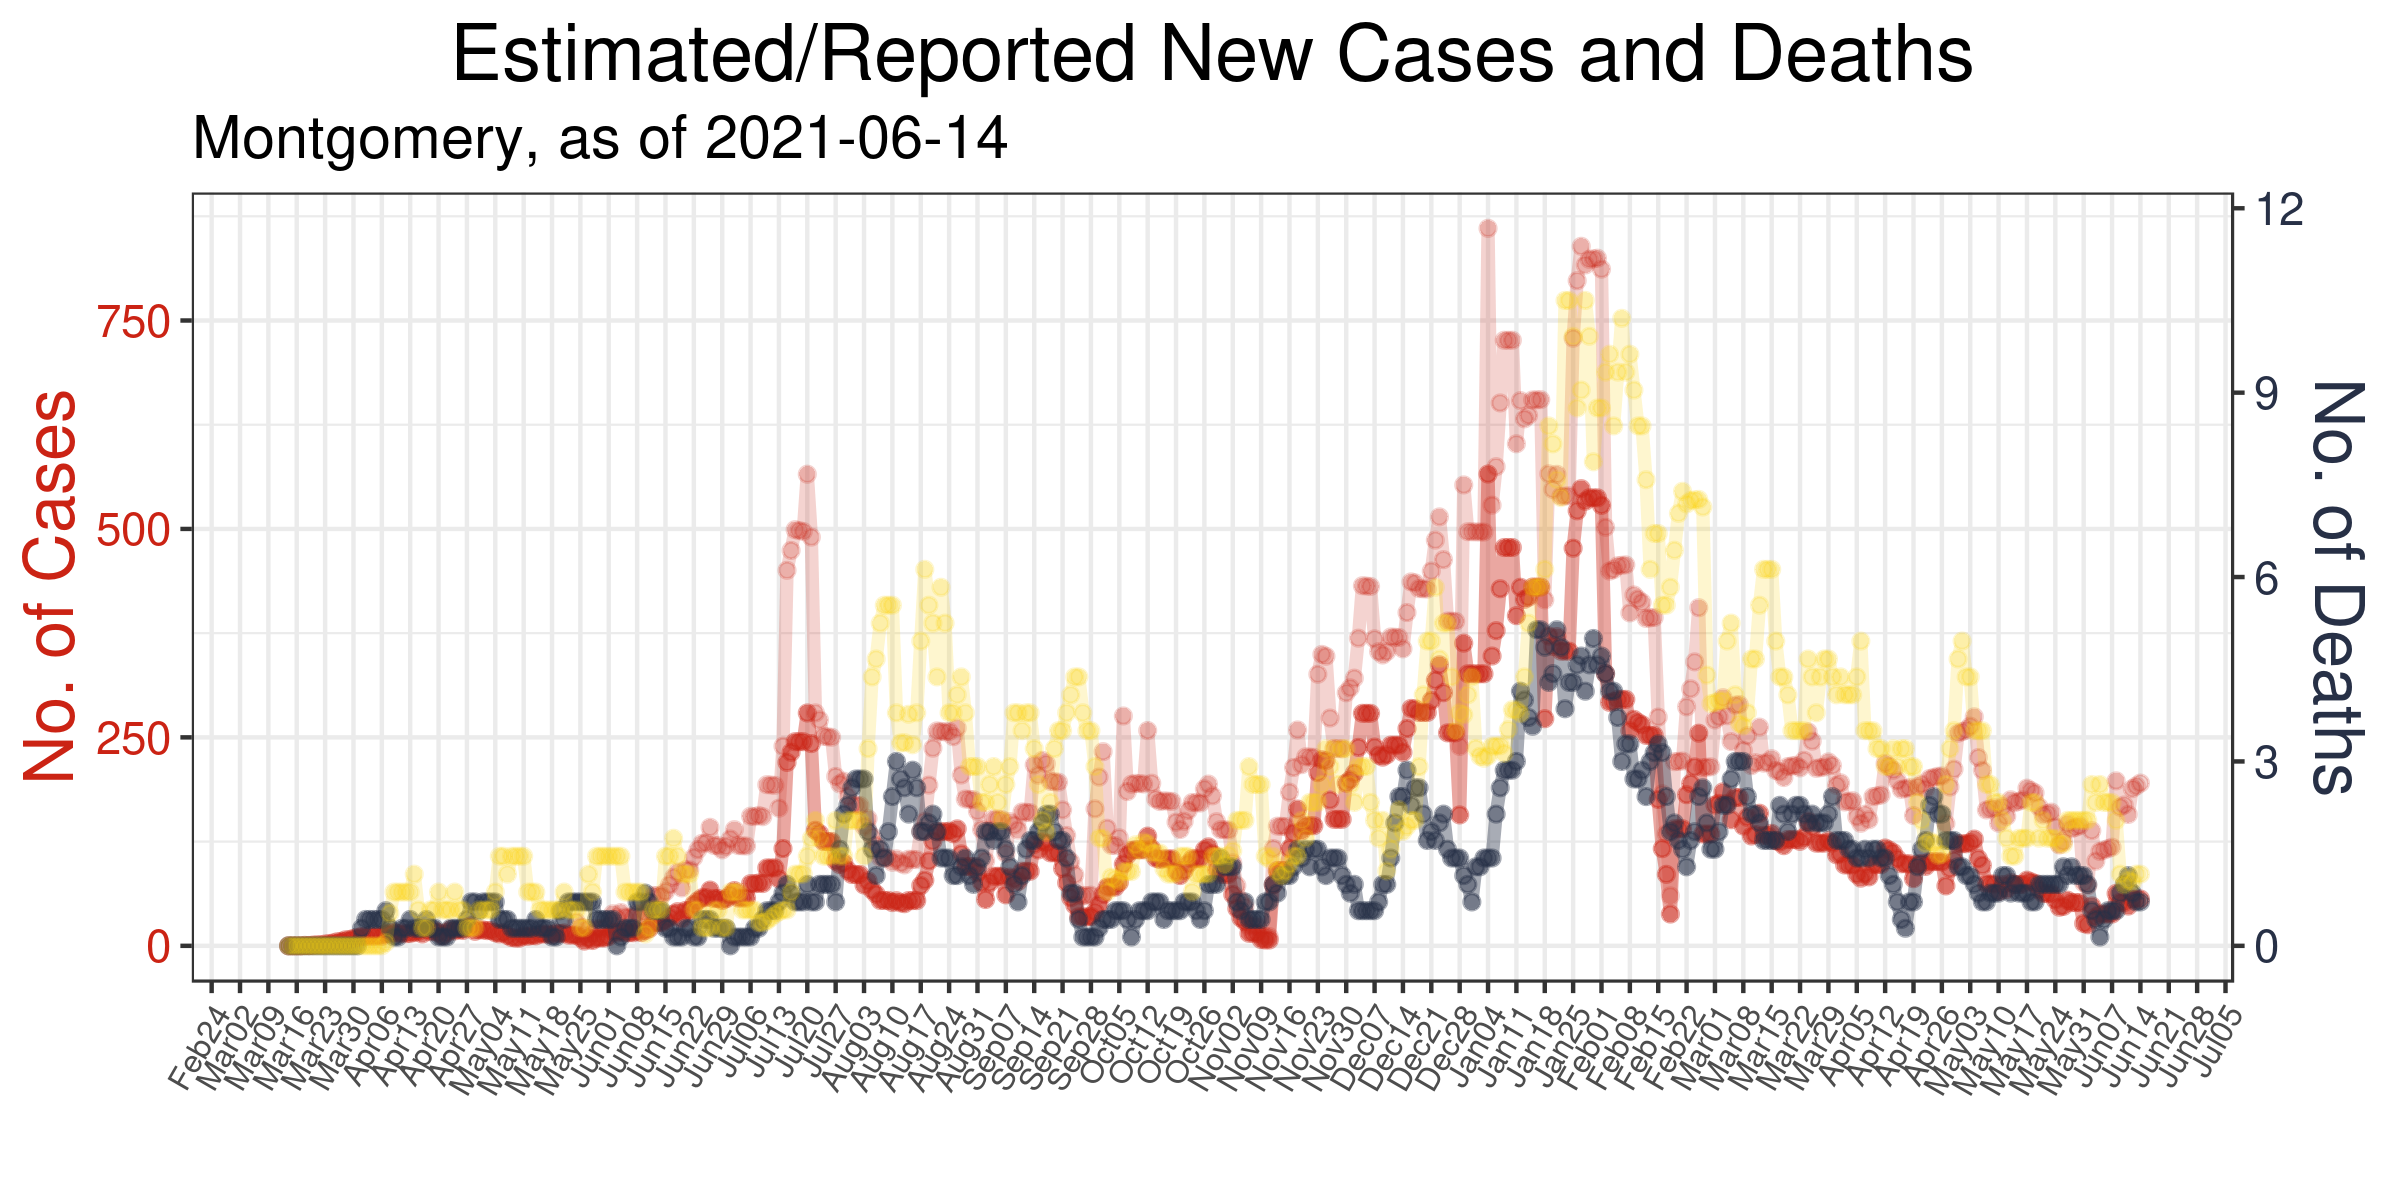 Estimated/Reported New Cases and Deaths
Montgomery, as of 2021-06-14
No. of Cases
750
500
250
0
12
9
6
3
0
No. of Deaths
Feb24 Mar02 Mar09 Mar16 Mar23 Mar30 Apr06 Apr13 Apr20 Apr27 May04 May11 May18 May25 Jun01 Jun08 Jun15 Jun22 Jun29 Jul06 Jul13 Jul20 Jul27 Aug03 Aug10 Aug17 Aug24 Aug31 Sep07 Sep14 Sep21 Sep28 Oct05 Oct12 Oct19 Oct26 Nov02 Nov09 Nov16 Nov23 Nov30 Dec07 Dec14 Dec21 Dec28 Jan04 Jan11 Jan18 Jan25 Feb01 Feb08 Feb15 Feb22 Mar01 Mar08 Mar15 Mar22 Mar29 Apr05 Apr12 Apr19 Apr26 May03 May10 May17 May24 May31 Jun07 Jun14 Jun21 Jun28 Jul05